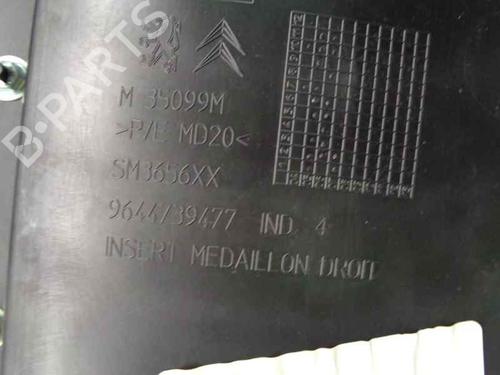 B-PARTS
M 35099M
>P/E MD20<
SM3656XX
9644739477 IND 4
INSERT MEDAILLON DROIT